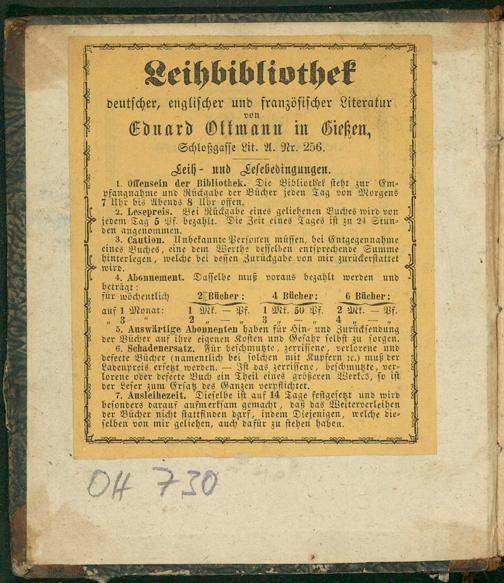 Leihbibliothek
deutscher, englischer und französischer Literatur
von
Eduard Ottmann in Gießen,
Schloßgasse Lit. A. Nr. 256.
Leih- und Lesebedingungen.
1. Offensein der Bibliothek. Die Bibliothek steht zur Em-
pfangnahme und Rückgabe der Bücher jeden Tag von Morgens
7 Uhr bis Abends 8 Uhr offen.
2. Lesepreis. Bei Rückgabe eines geliehenen Buches wird von
jedem Tag 5 Pf. bezahlt. Die Zeit eines Tages ist zu 24 Stun-
den angenommen.
3. Caution. Unbekannte Personen müssen, bei Entgegennahme
eines Buches, eine dem Werthe desselben entsprechende Summe
hinterlegen, welche bei dessen Zurückgabe von mir zurückerstattet
wird.
4. Abonnement. Dasselbe muß voraus bezahlt werden und
beträgt:
für wöchentlich 2 Bücher: 4 Bücher: 6 Bücher:
auf 1 Monat: 1 Mk. — Pf. 1 Mk. 50 Pf. 2 Mk. — Pf.
„ 3 „ 2 „ — „ 3 „ — „ 4 „ — „
5. Auswärtige Abonnenten haben für Hin- und Zurücksendung
der Bücher auf ihre eigenen Kosten und Gefahr selbst zu sorgen.
6. Schadenersatz. Für beschmutzte, zerrissene, verlorene und
defecte Bücher (namentlich bei solchen mit Kupfern ꝛc.) muß der
Ladenpreis ersetzt werden. — Ist das zerrissene, beschmutzte, ver-
lorene oder defecte Buch ein Theil eines größeren Werkes, so ist
der Leser zum Ersatz des Ganzen verpflichtet.
7. Ausleihezeit. Dieselbe ist auf 14 Tage festgesetzt und wird
besonders darauf aufmerksam gemacht, daß das Weiterverleihen
der Bücher nicht stattfinden darf, indem Diejenigen, welche die-
selben von mir geliehen, auch dafür zu stehen haben.
OH 730